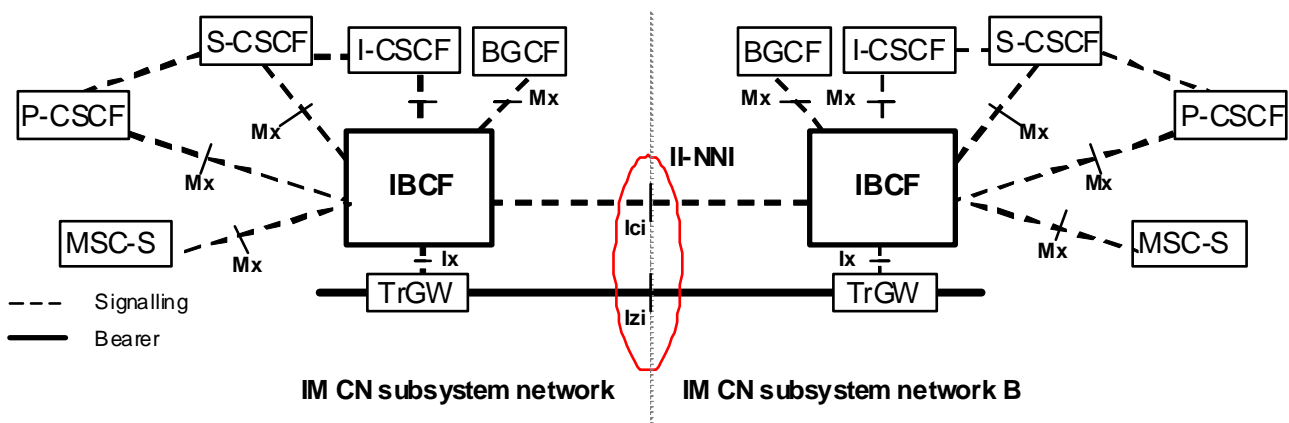 S-CSCF
I-CSCF
BGCF
BGCF
I-CSCF
S-CSCF
P-CSCF
Mx
Mx
Mx
Mx
Mx
P-CSCF
Mx
IBCF
II-NNI
IBCF
Mx
MSC-S
Mx
Ici
Mx
MSC-S
Ix
Ix
TrGW
TrGW
Signalling
Izi
Bearer
IM CN subsystem network
IM CN subsystem network B